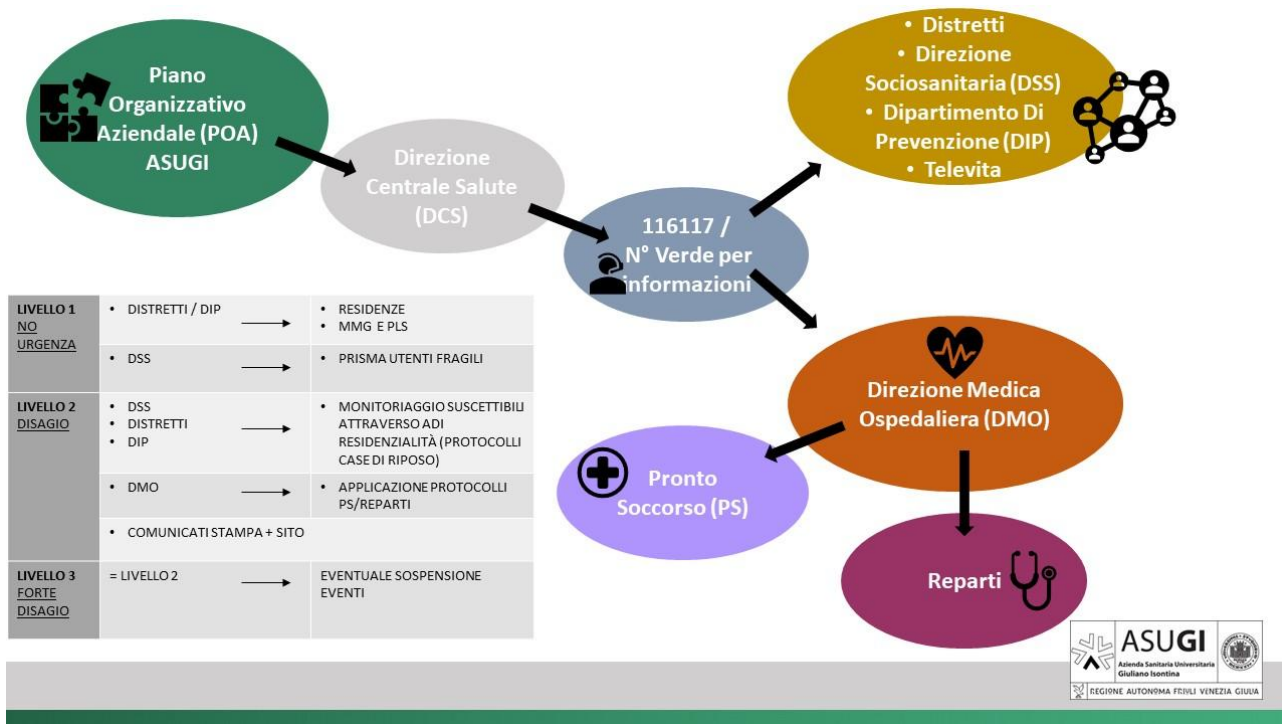 Piano
Organizzativo
Aziendale (POA)
ASUGI
Direzione
Centrale Salute
(DCS)
116117 /
N° Verde per
informazioni
• Distretti
• Direzione
Sociosanitaria (DSS)
• Dipartimento Di
Prevenzione (DIP)
• Televita
Direzione Medica
Ospedaliera (DMO)
Pronto
Soccorso (PS)
Reparti
LIVELLO 1
NO
URGENZA
• DISTRETTI / DIP
• RESIDENZE
• MMG E PLS
• DSS
• PRISMA UTENTI FRAGILI
LIVELLO 2
DISAGIO
• DSS
• DISTRETTI
• DIP
• MONITORIAGGIO SUSCETTIBILI
ATTRAVERSO ADI
RESIDENZIALITÀ (PROTOCOLLI
CASE DI RIPOSO)
• DMO
• APPLICAZIONE PROTOCOLLI
PS/REPARTI
• COMUNICATI STAMPA + SITO
LIVELLO 3
FORTE
DISAGIO
= LIVELLO 2
EVENTUALE SOSPENSIONE
EVENTI
ASUGI
Azienda Sanitaria Universitaria
Giuliano Isontina
REGIONE AUTONOMA FRIULI VENEZIA GIULIA